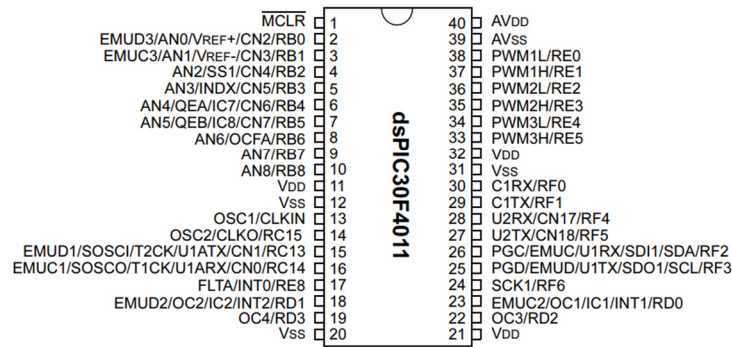 MCLR 1
EMUD3/AN0/VREF+/CN2/RB0 2
EMUC3/AN1/VREF-/CN3/RB1 3
AN2/SS1/CN4/RB2 4
AN3/INDX/CN5/RB3 5
AN4/QEA/IC7/CN6/RB4 6
AN5/QEB/IC8/CN7/RB5 7
AN6/OCFA/RB6 8
AN7/RB7 9
AN8/RB8 10
VDD 11
VSS 12
OSC1/CLKIN 13
OSC2/CLKO/RC15 14
EMUD1/SOSCI/T2CK/U1ATX/CN1/RC13 15
EMUC1/SOSCO/T1CK/U1ARX/CN0/RC14 16
FLTA/INT0/RE8 17
EMUD2/OC2/IC2/INT2/RD1 18
OC4/RD3 19
VSS 20
dsPIC30F4011
40 AVDD
39 AVSS
38 PWM1L/RE0
37 PWM1H/RE1
36 PWM2L/RE2
35 PWM2H/RE3
34 PWM3L/RE4
33 PWM3H/RE5
32 VDD
31 VSS
30 C1RX/RF0
29 C1TX/RF1
28 U2RX/CN17/RF4
27 U2TX/CN18/RF5
26 PGC/EMUC/U1RX/SDI1/SDA/RF2
25 PGD/EMUD/U1TX/SDO1/SCL/RF3
24 SCK1/RF6
23 EMUC2/OC1/IC1/INT1/RD0
22 OC3/RD2
21 VDD